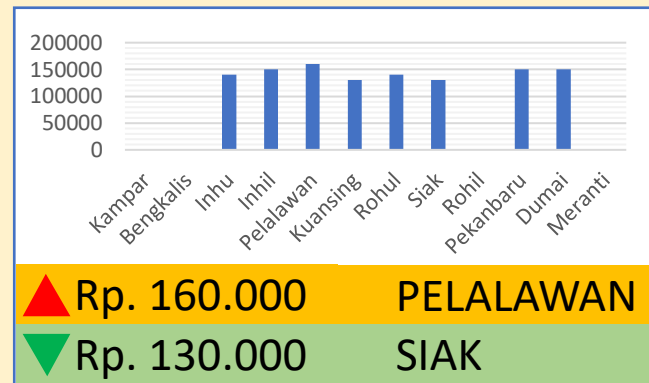 200000
150000
100000
50000
0
Kampar
Bengkalis
Inhu
Inhil
Pelalawan
Kuansing
Rohul
Siak
Rohil
Pekanbaru
Dumai
Meranti
Rp. 160.000 PELALAWAN
Rp. 130.000 SIAK